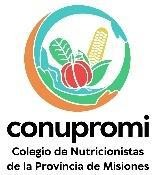 conupromi
Colegio de Nutricionistas
de la Provincia de Misiones